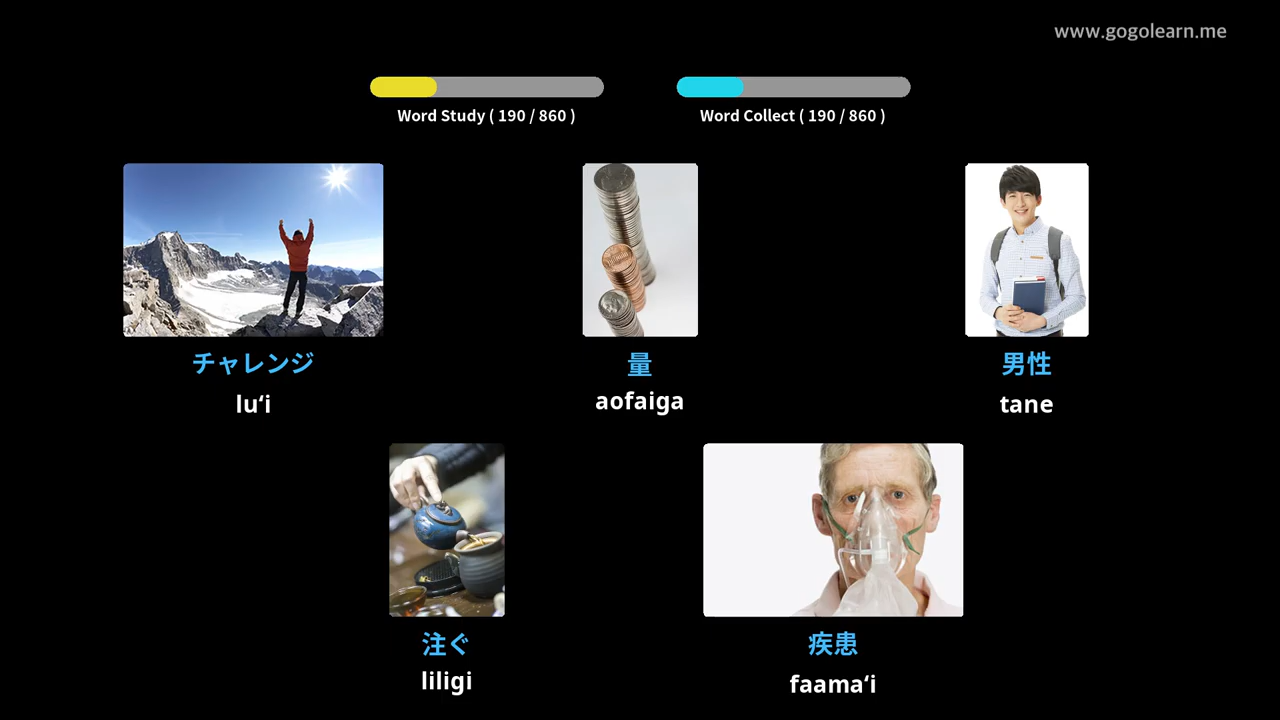 www.gogolearn.me
Word Study ( 190 / 860 )
Word Collect ( 190 / 860 )
チャレンジ
luʻi
量
aofaiga
男性
tane
注ぐ
liligi
疾患
faamaʻi